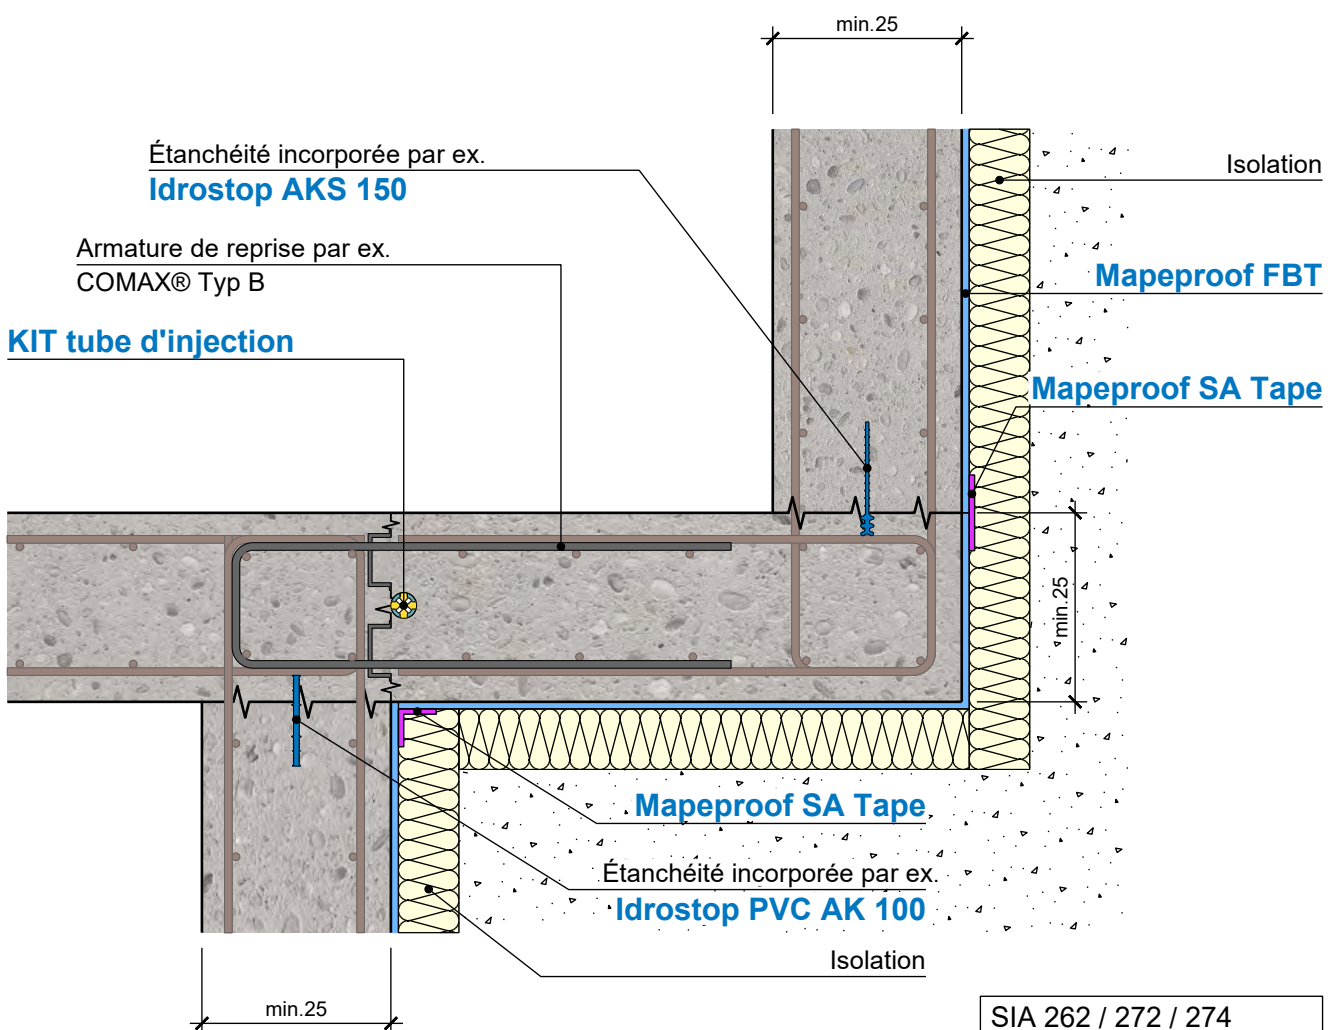 min.25
Étanchéité incorporée par ex.
Idrostop AKS 150
Isolation
Armature de reprise par ex.
COMAX® Typ B
Mapeproof FBT
KIT tube d'injection
Mapeproof SA Tape
min.25
Mapeproof SA Tape
Étanchéité incorporée par ex.
Idrostop PVC AK 100
Isolation
min.25
SIA 262 / 272 / 274